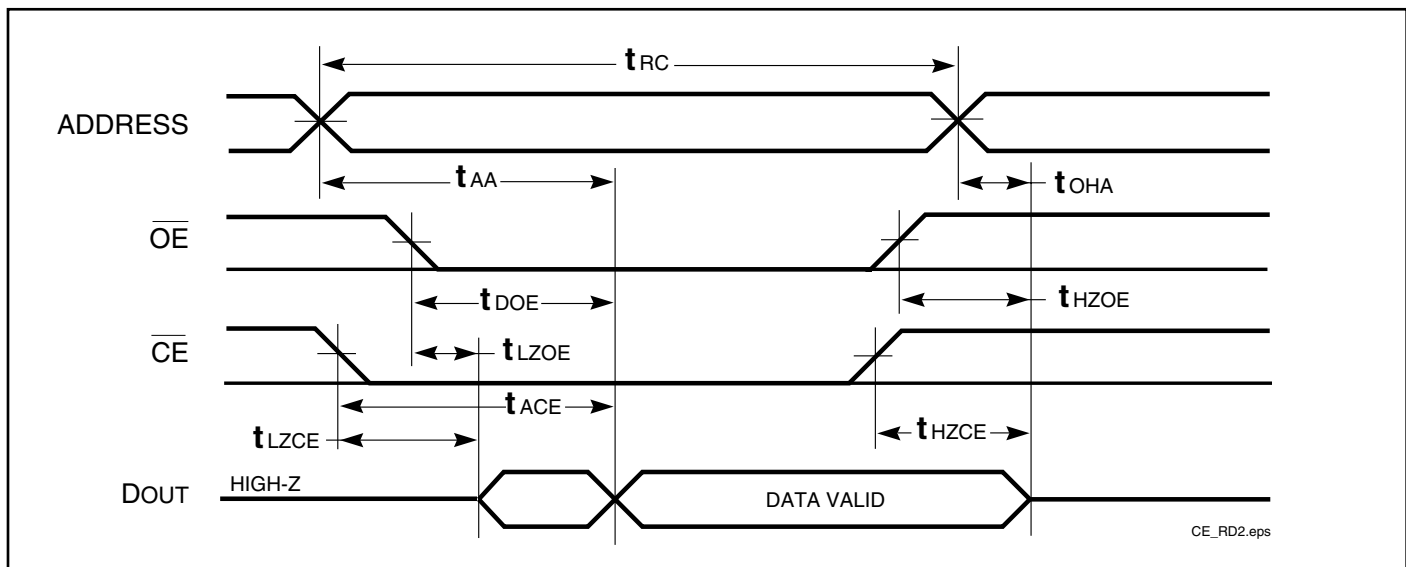 tRC
ADDRESS
tAA
tOHA
OE
tDOE
tHZOE
CE
tLZOE
tACE
tLZCE
tHZCE
DOUT
HIGH-Z
DATA VALID
CE_RD2.eps